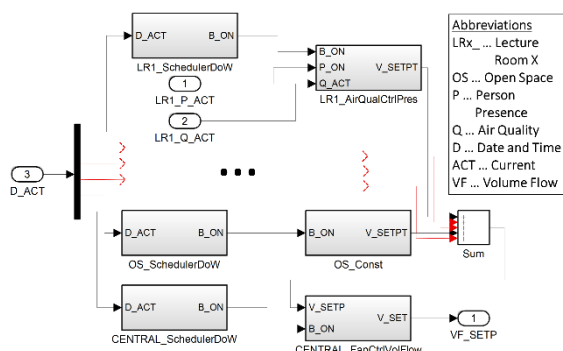 D_ACT B_ON
LR1_SchedulerDoW
1
LR1_P_ACT
2
LR1_Q_ACT
B_ON
P_ON V_SETPT
Q_ACT
LR1_AirQualCtrlPres
Abbreviations
LRx_ ... Lecture
Room X
OS ... Open Space
P ... Person
Presence
Q ... Air Quality
D ... Date and Time
ACT ... Current
VF ... Volume Flow
3
D_ACT
D_ACT B_ON
OS_SchedulerDoW
B_ON V_SETPT
OS_Const
Sum
D_ACT B_ON
CENTRAL_SchedulerDoW
V_SETP V_SET
B_ON
CENTRAL_FanCtrlVolFlow
1
VF_SETP